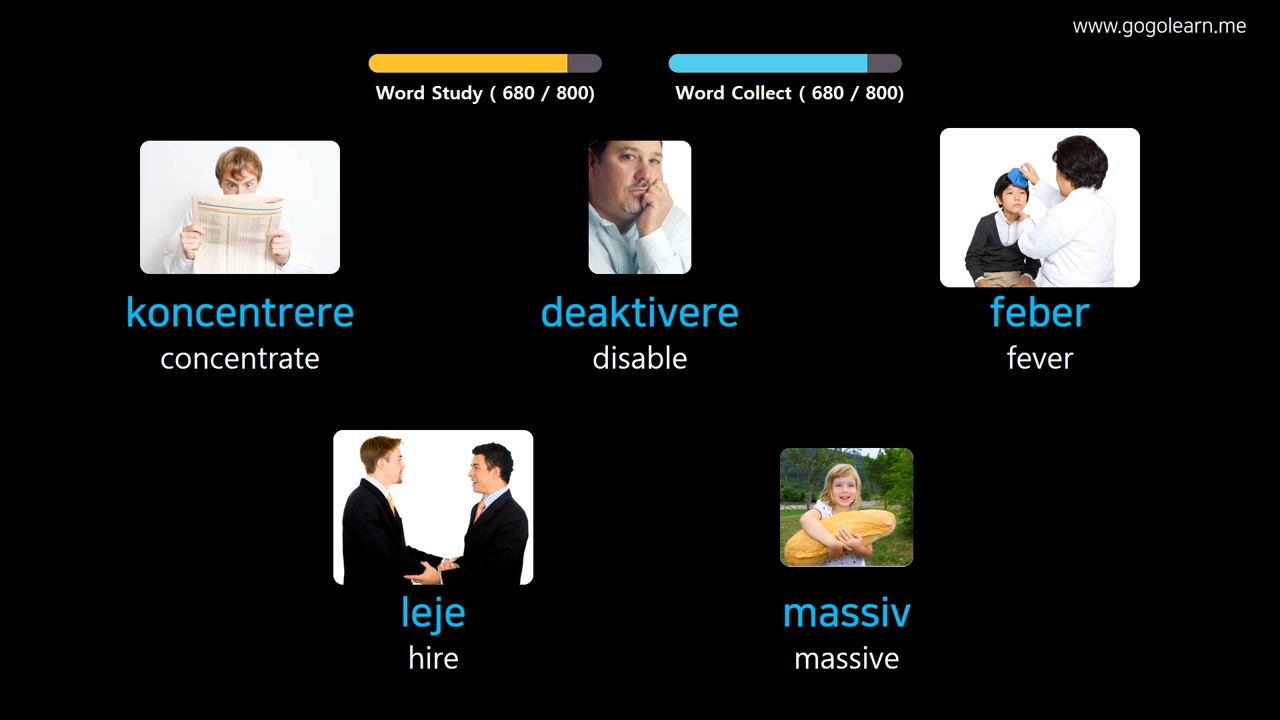 www.gogolearn.me
Word Study ( 680 / 800)
Word Collect ( 680 / 800)
koncentrere
concentrate
deaktivere
disable
feber
fever
leje
hire
massiv
massive